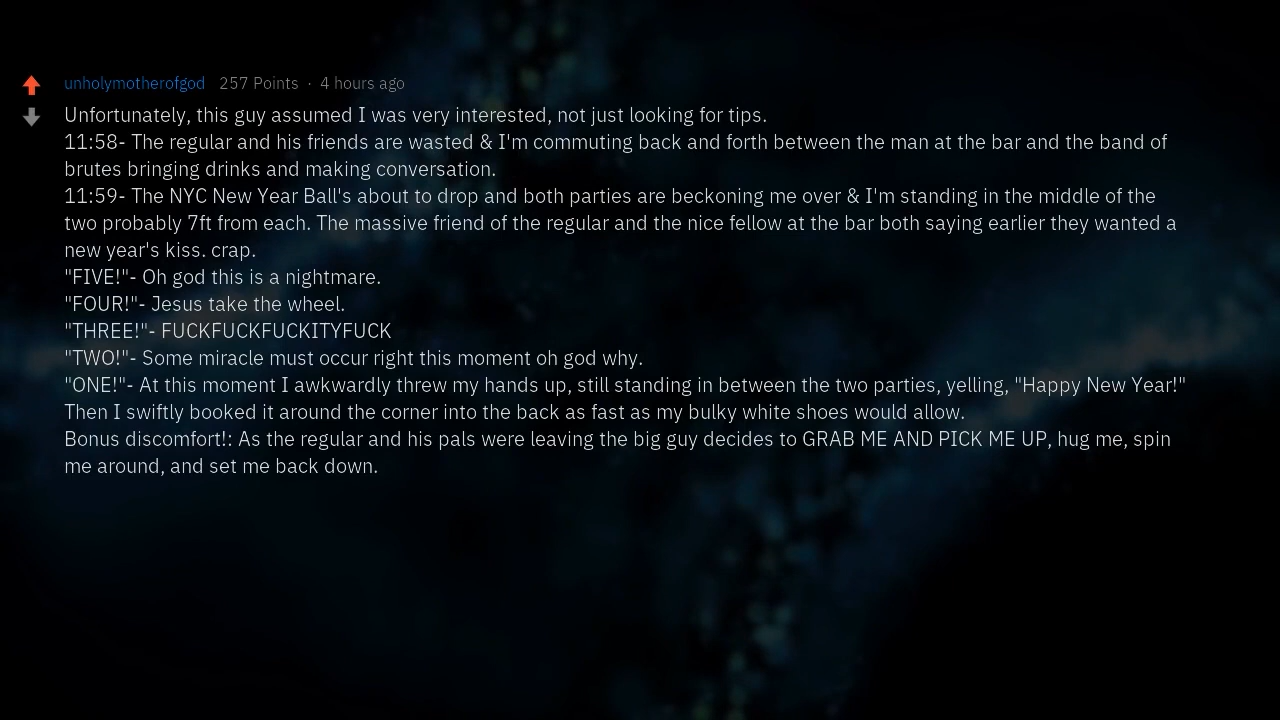 unholymotherofgod 257 Points · 4 hours ago
Unfortunately, this guy assumed I was very interested, not just looking for tips.
11:58- The regular and his friends are wasted & I'm commuting back and forth between the man at the bar and the band of
brutes bringing drinks and making conversation.
11:59- The NYC New Year Ball's about to drop and both parties are beckoning me over & I'm standing in the middle of the
two probably 7ft from each. The massive friend of the regular and the nice fellow at the bar both saying earlier they wanted a
new year's kiss. crap.
"FIVE!"- Oh god this is a nightmare.
"FOUR!"- Jesus take the wheel.
"THREE!"- FUCKFUCKFUCKITYFUCK
"TWO!"- Some miracle must occur right this moment oh god why.
"ONE!"- At this moment I awkwardly threw my hands up, still standing in between the two parties, yelling, "Happy New Year!"
Then I swiftly booked it around the corner into the back as fast as my bulky white shoes would allow.
Bonus discomfort!: As the regular and his pals were leaving the big guy decides to GRAB ME AND PICK ME UP, hug me, spin
me around, and set me back down.